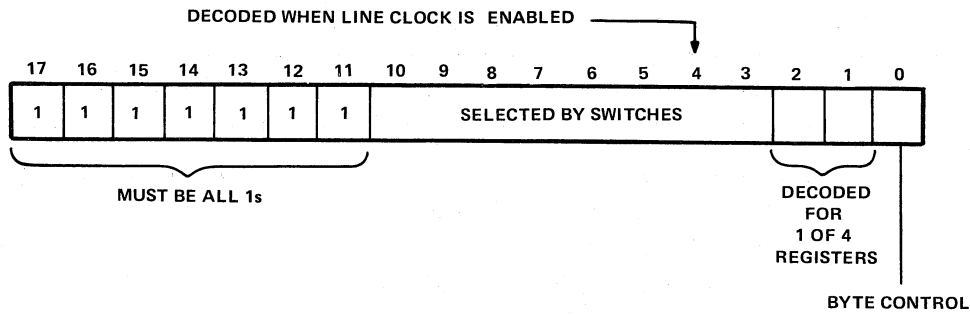 DECODED WHEN LINE CLOCK IS ENABLED
17 16 15 14 13 12 11 10 9 8 7 6 5 4 3 2 1 0
1 1 1 1 1 1 1 SELECTED BY SWITCHES
MUST BE ALL 1s
DECODED
FOR
1 OF 4
REGISTERS
BYTE CONTROL